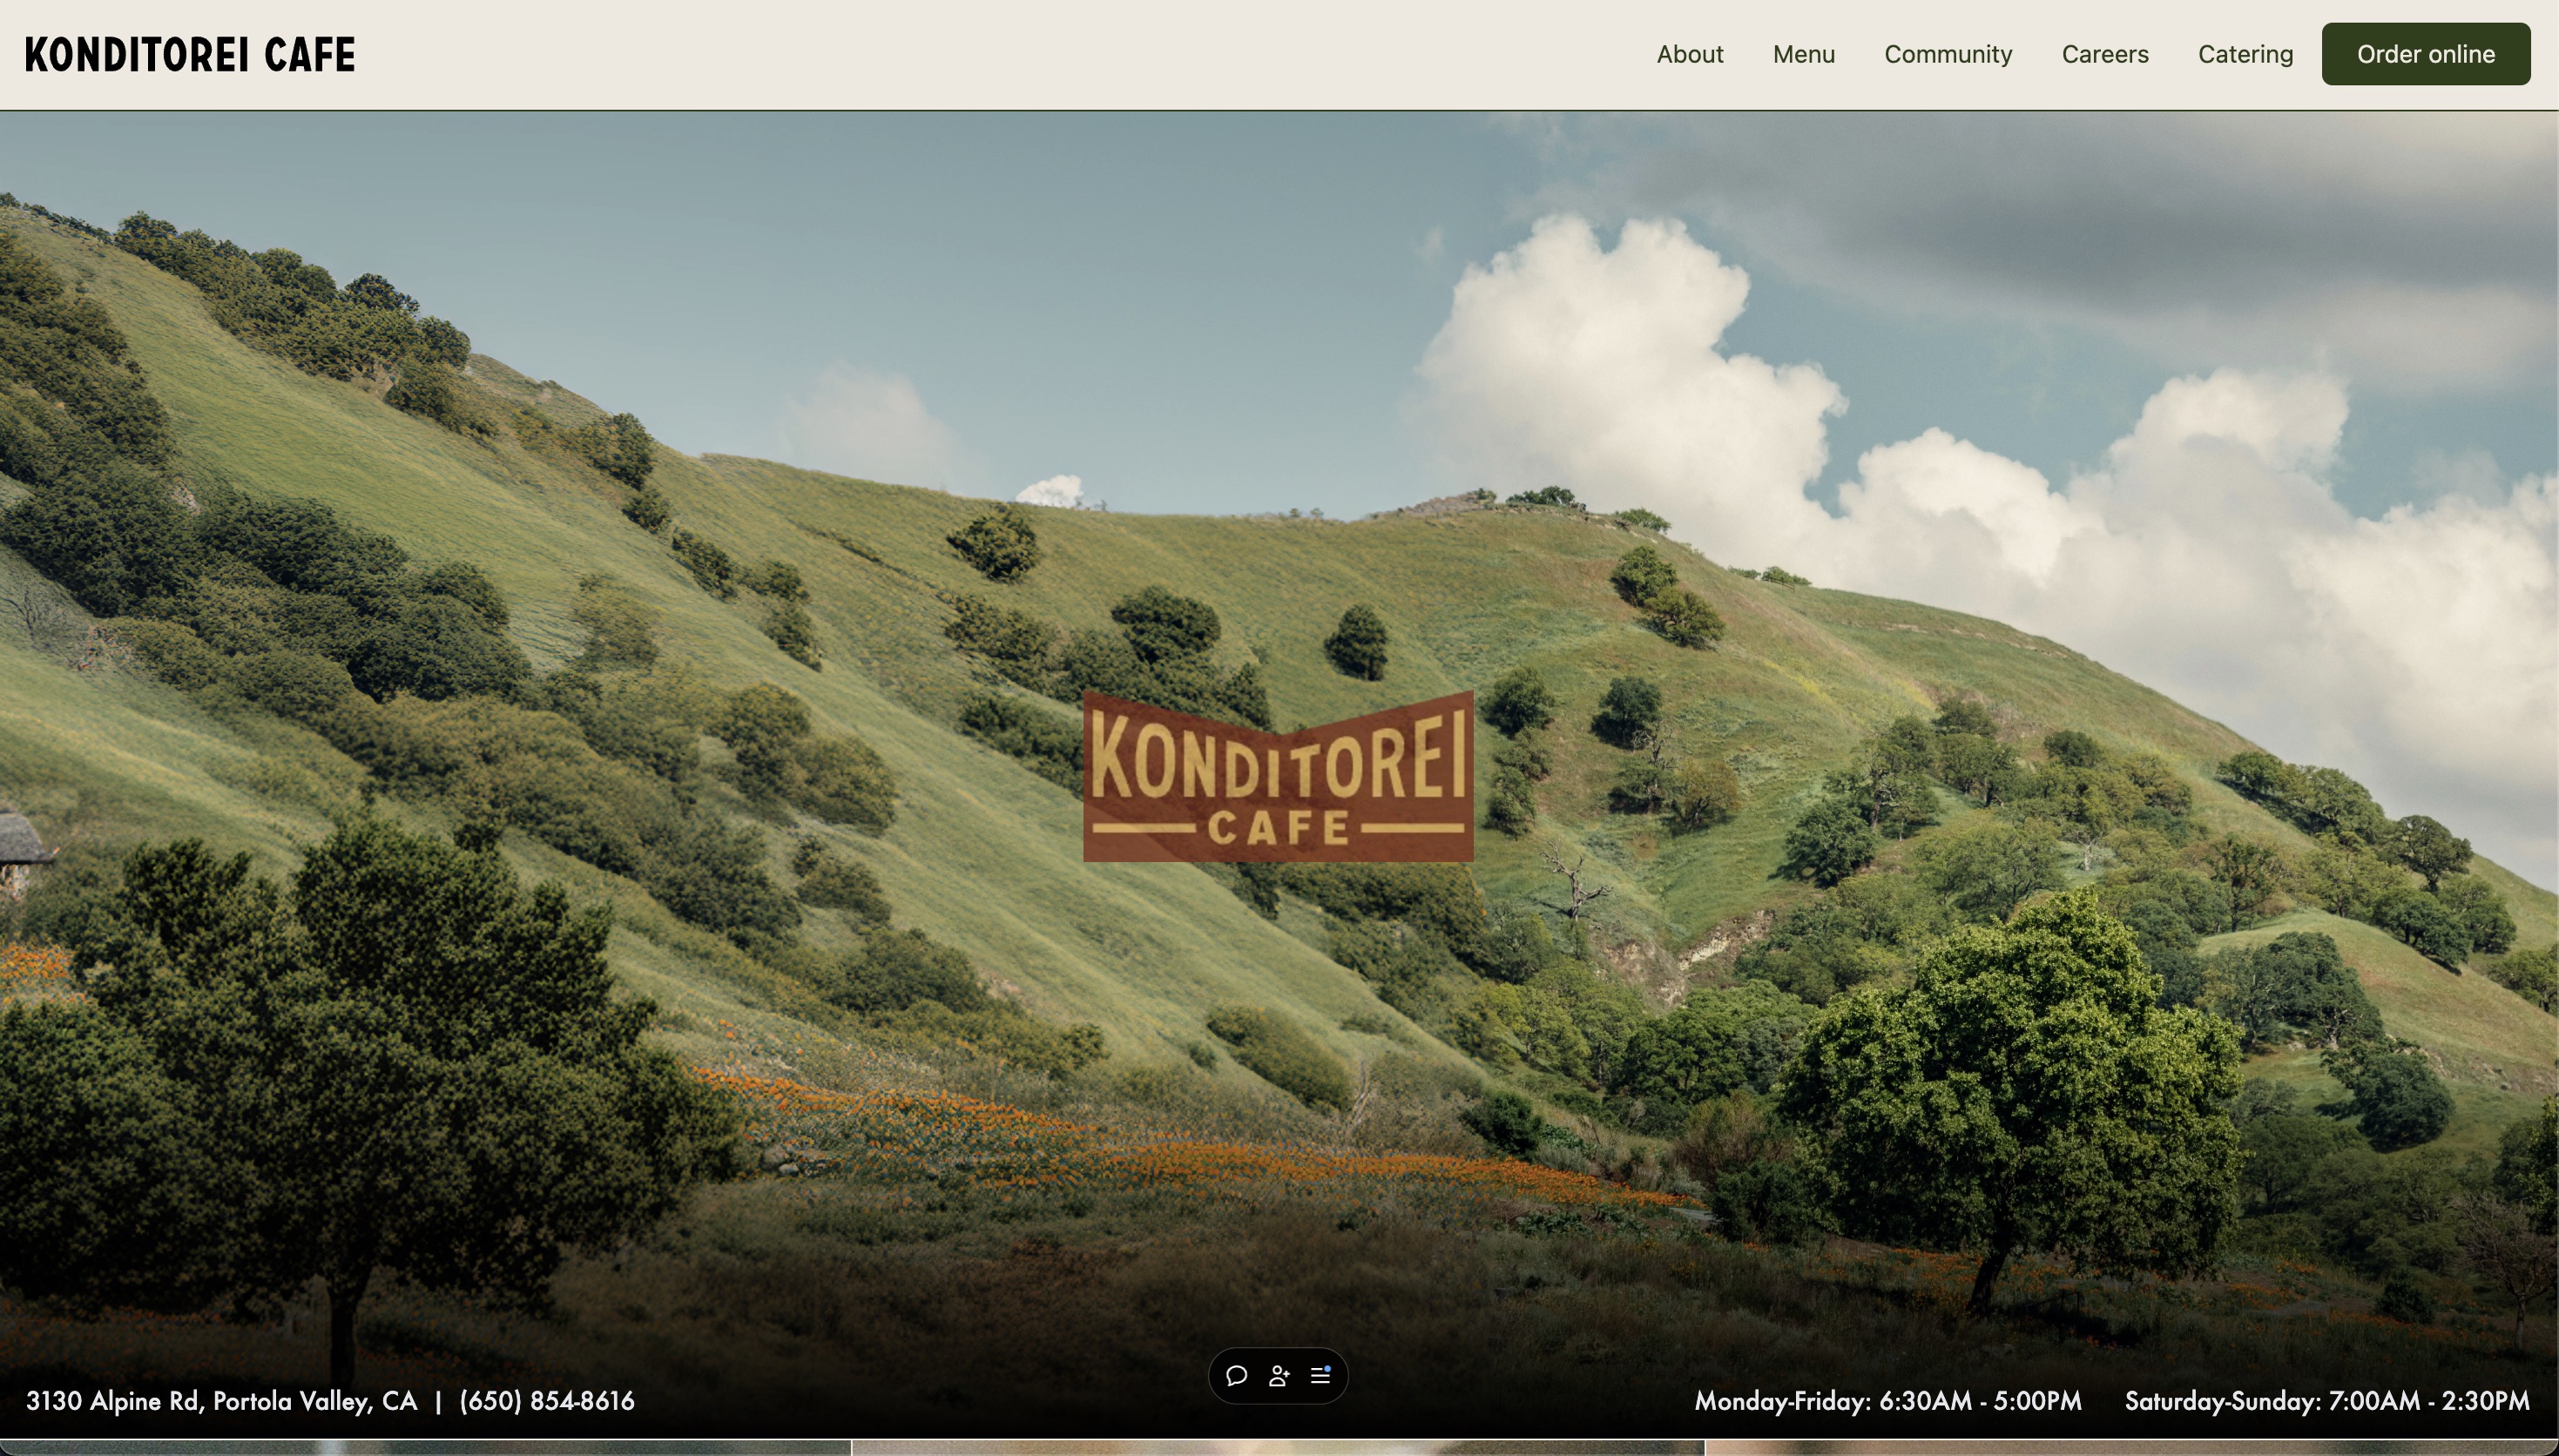 KONDITOREI CAFE
About Menu Community Careers Catering Order online
KONDITOREI
CAFE
3130 Alpine Rd, Portola Valley, CA | (650) 854-8616
Monday-Friday: 6:30AM - 5:00PM Saturday-Sunday: 7:00AM - 2:30PM